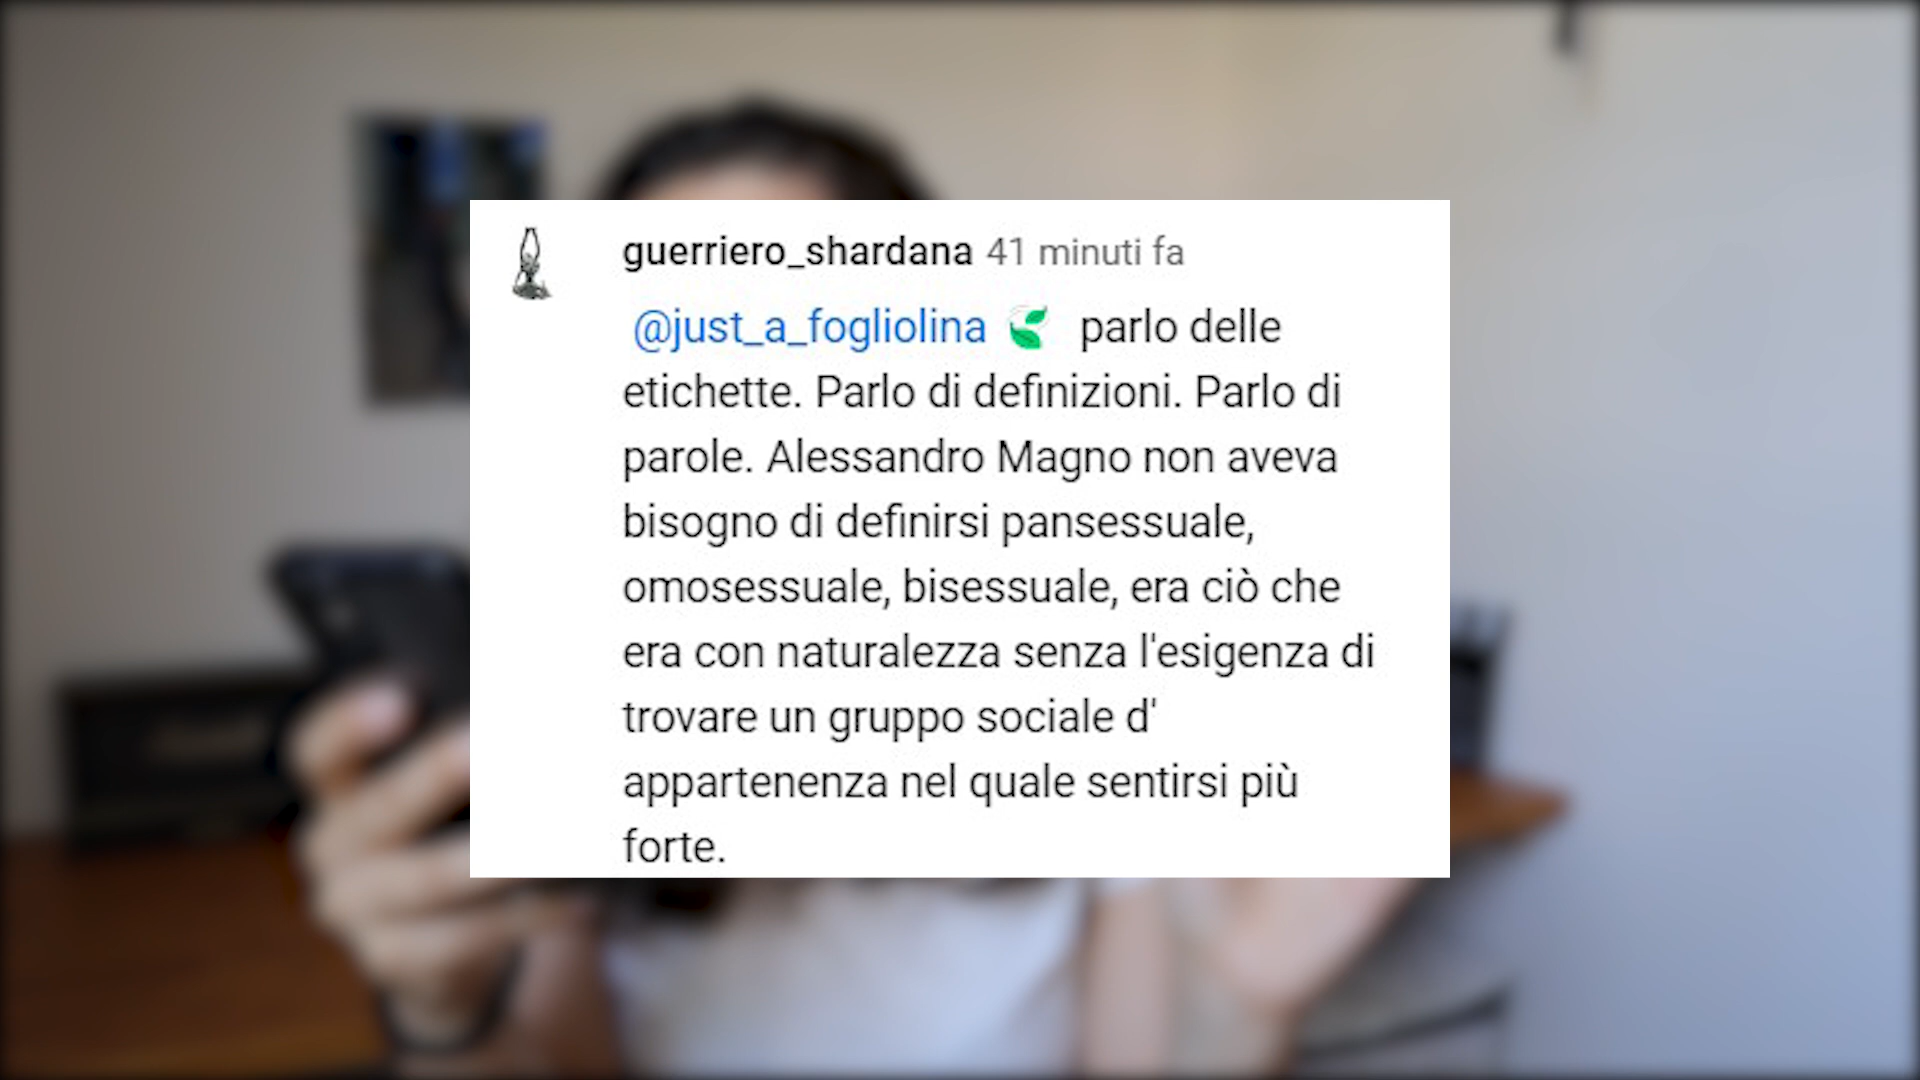 guerriero_shardana 41 minuti fa
@just_a_fogliolina 🍃 parlo delle
etichette. Parlo di definizioni. Parlo di
parole. Alessandro Magno non aveva
bisogno di definirsi pansessuale,
omosessuale, bisessuale, era ciò che
era con naturalezza senza l'esigenza di
trovare un gruppo sociale d'
appartenenza nel quale sentirsi più
forte.